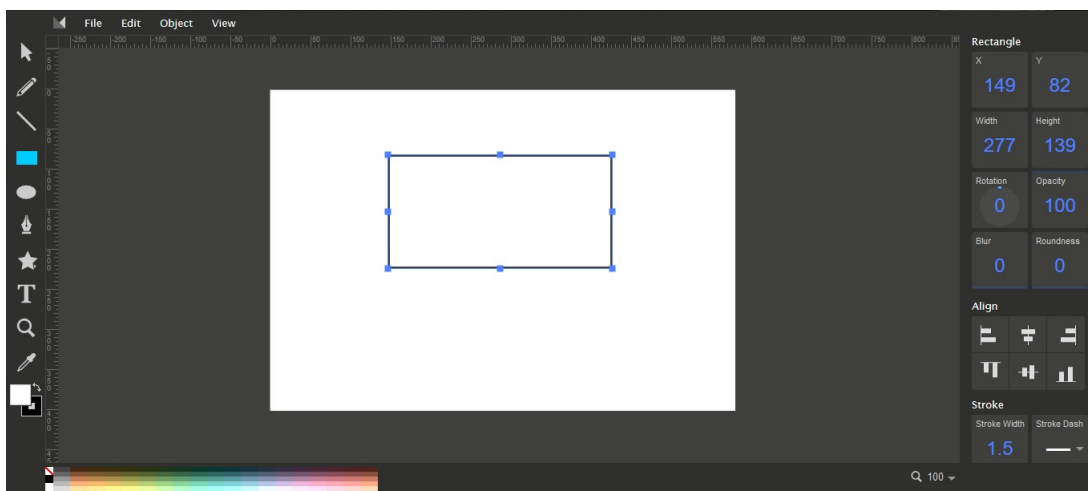 File Edit Object View
-250 -200 -150 -100 -50 0 50 100 150 200 250 300 350 400 450 500 550 600 650 700 750 800
Rectangle
X Y
149 82
Width Height
277 139
Rotation Opacity
0 100
Blur Roundness
0 0
Align
T
Stroke
Stroke Width Stroke Dash
1.5
100